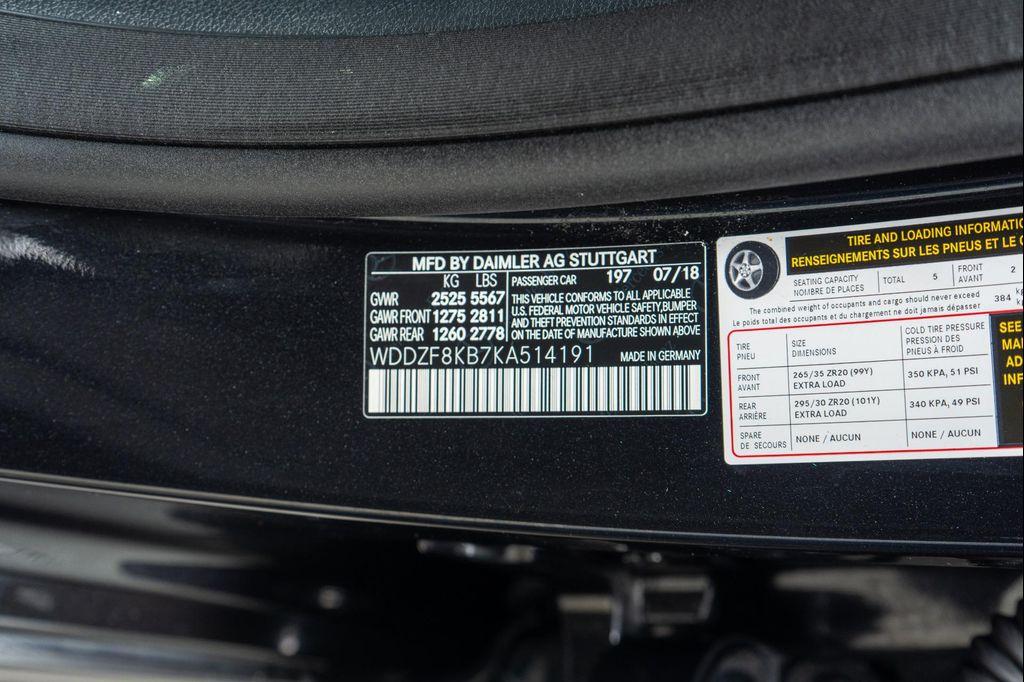 MFD BY DAIMLER AG STUTTGART
KG LBS
GVWR 2525 5567
GAWR FRONT 1275 2811
GAWR REAR 1260 2778
PASSENGER CAR 197 07/18
THIS VEHICLE CONFORMS TO ALL APPLICABLE
U.S. FEDERAL MOTOR VEHICLE SAFETY, BUMPER
AND THEFT PREVENTION STANDARDS IN EFFECT
ON THE DATE OF MANUFACTURE SHOWN ABOVE
WDDZF8KB7KA514191 MADE IN GERMANY
TIRE AND LOADING INFORMATIO
RENSEIGNEMENTS SUR LES PNEUS ET LE C
SEATING CAPACITY
NOMBRE DE PLACES
TOTAL 5
FRONT
AVANT
2
The combined weight of occupants and cargo should never exceed
Le poids total des occupants et du chargement ne doit jamais dépasser
384
TIRE
PNEU
SIZE
DIMENSIONS
COLD TIRE PRESSURE
PRESSION DES
PNEUS À FROID
FRONT
AVANT
265/35 ZR20 (99Y)
EXTRA LOAD
350 KPA, 51 PSI
REAR
ARRIÈRE
295/30 ZR20 (101Y)
EXTRA LOAD
340 KPA, 49 PSI
SPARE
DE SECOURS
NONE / AUCUN
NONE / AUCUN
SEE
MA
AD
INF